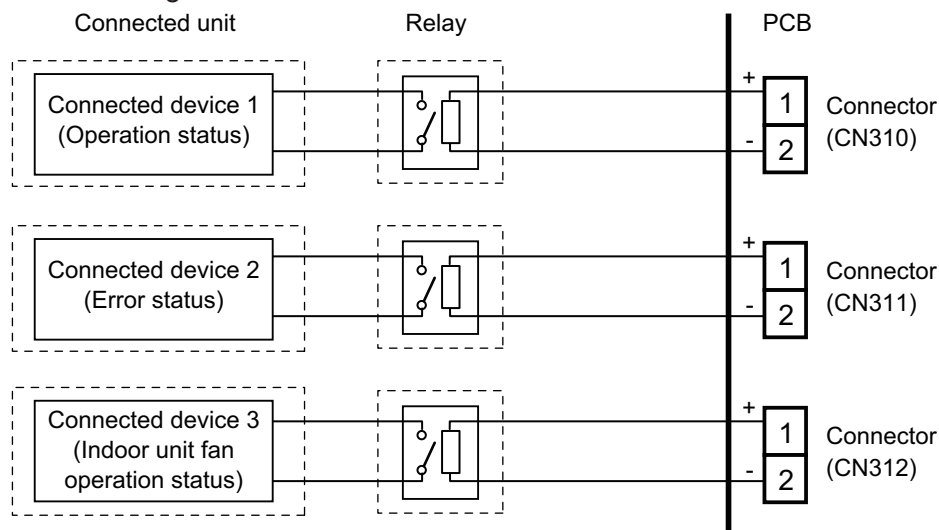 Connected unit Relay PCB
Connected device 1
(Operation status)
+
1
-
2
Connector
(CN310)
Connected device 2
(Error status)
+
1
-
2
Connector
(CN311)
Connected device 3
(Indoor unit fan
operation status)
+
1
-
2
Connector
(CN312)